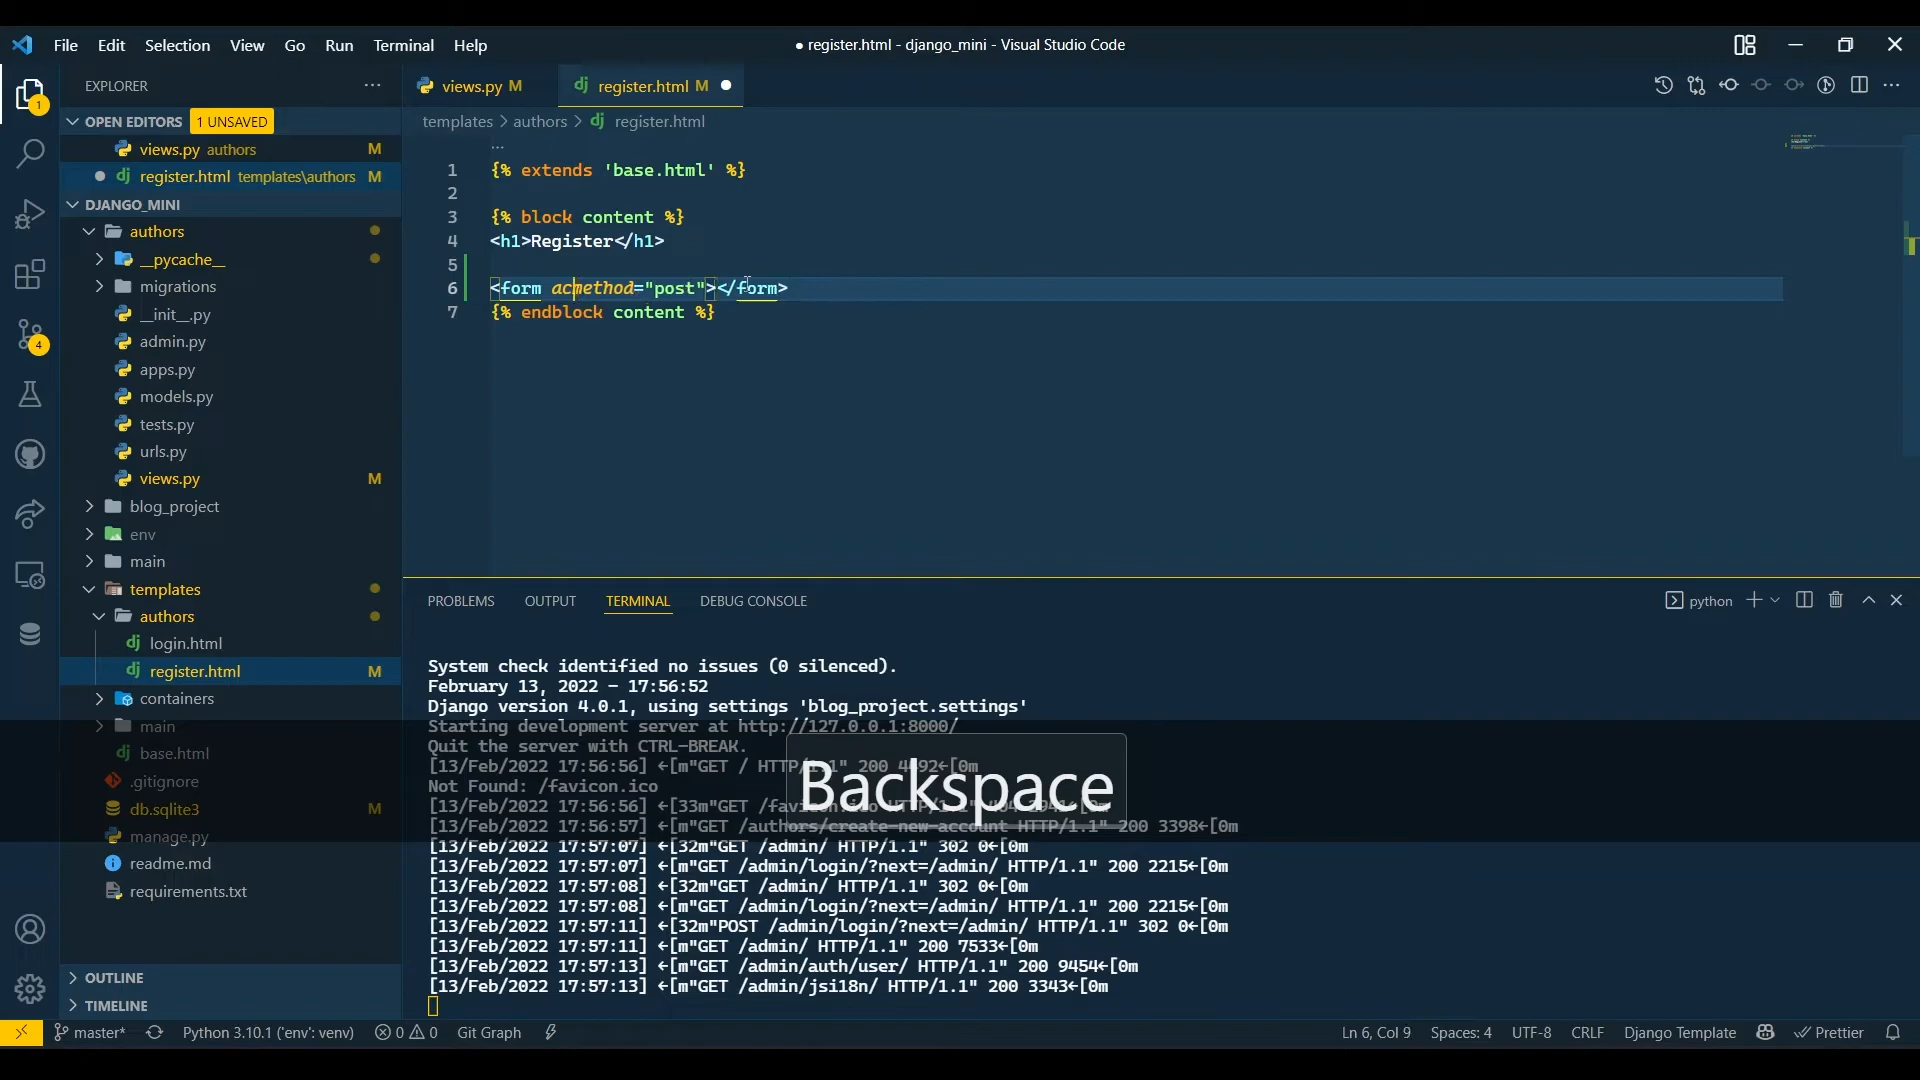 File Edit Selection View Go Run Terminal Help
● register.html - django_mini - Visual Studio Code
EXPLORER
OPEN EDITORS 1 UNSAVED
views.py authors M
register.html templates\authors M
DJANGO_MINI
authors
__pycache__
migrations
__init__.py
admin.py
apps.py
models.py
tests.py
urls.py
views.py M
blog_project
env
main
templates
authors
login.html
register.html M
containers
main
base.html
.gitignore
db.sqlite3 M
manage.py
readme.md
requirements.txt
OUTLINE
TIMELINE
1
4
views.py M
register.html M
templates > authors > register.html
1 {% extends 'base.html' %}
2
3 {% block content %}
4 <h1>Register</h1>
5
6 <form acmethod="post"></form>
7 {% endblock content %}
PROBLEMS OUTPUT TERMINAL DEBUG CONSOLE
python
System check identified no issues (0 silenced).
February 13, 2022 - 17:56:52
Django version 4.0.1, using settings 'blog_project.settings'
Starting development server at http://127.0.0.1:8000/
Quit the server with CTRL-BREAK.
[13/Feb/2022 17:56:56] ←[m"GET / HTTP/1.1" 200 4692←[0m
Not Found: /favicon.ico
[13/Feb/2022 17:56:56] ←[33m"GET /favicon.ico HTTP/1.1" ←[0m
[13/Feb/2022 17:56:57] ←[m"GET /authors/create-new-account HTTP/1.1" 200 3398←[0m
[13/Feb/2022 17:57:07] ←[32m"GET /admin/ HTTP/1.1" 302 0←[0m
[13/Feb/2022 17:57:07] ←[m"GET /admin/login/?next=/admin/ HTTP/1.1" 200 2215←[0m
[13/Feb/2022 17:57:08] ←[32m"GET /admin/ HTTP/1.1" 302 0←[0m
[13/Feb/2022 17:57:08] ←[m"GET /admin/login/?next=/admin/ HTTP/1.1" 200 2215←[0m
[13/Feb/2022 17:57:11] ←[32m"POST /admin/login/?next=/admin/ HTTP/1.1" 302 0←[0m
[13/Feb/2022 17:57:11] ←[m"GET /admin/ HTTP/1.1" 200 7533←[0m
[13/Feb/2022 17:57:13] ←[m"GET /admin/auth/user/ HTTP/1.1" 200 9454←[0m
[13/Feb/2022 17:57:13] ←[m"GET /admin/jsi18n/ HTTP/1.1" 200 3343←[0m
Backspace
master* Python 3.10.1 ('env': venv) 0 0 Git Graph
Ln 6, Col 9 Spaces: 4 UTF-8 CRLF Django Template Prettier